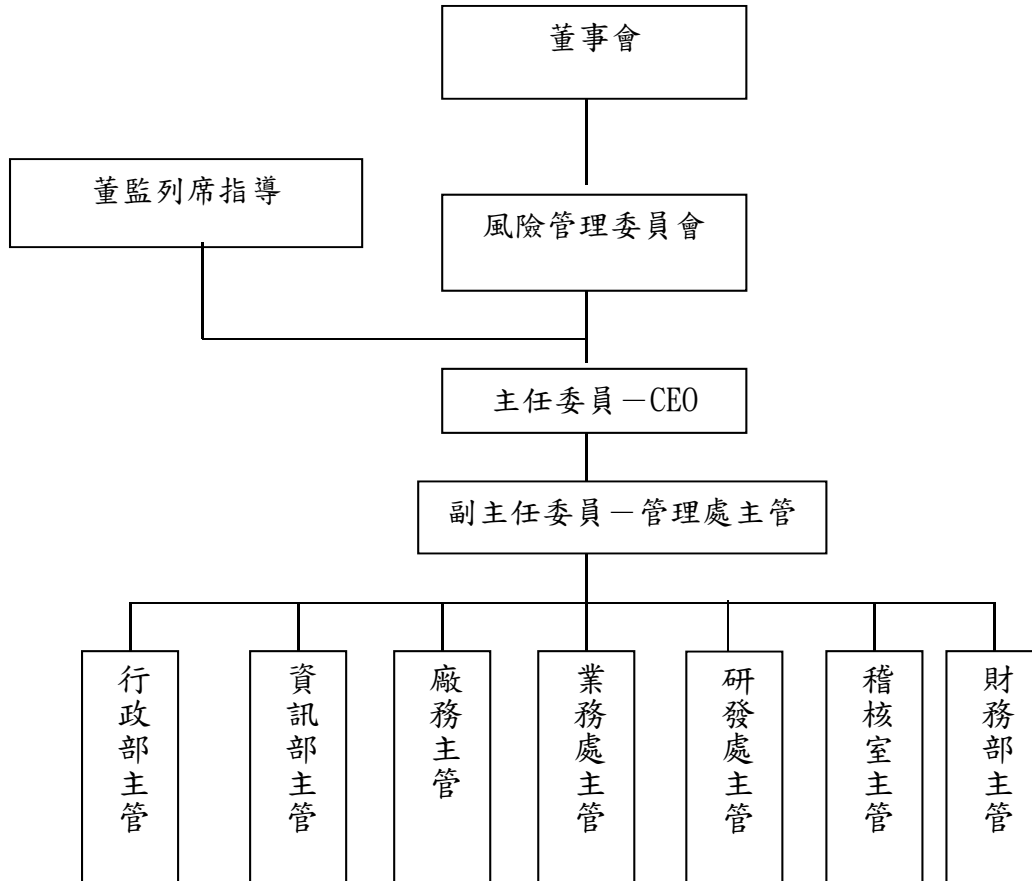 董事會
董監列席指導
風險管理委員會
主任委員－CEO
副主任委員－管理處主管
行政部主管
資訊部主管
廠務主管
業務處主管
研發處主管
稽核室主管
財務部主管